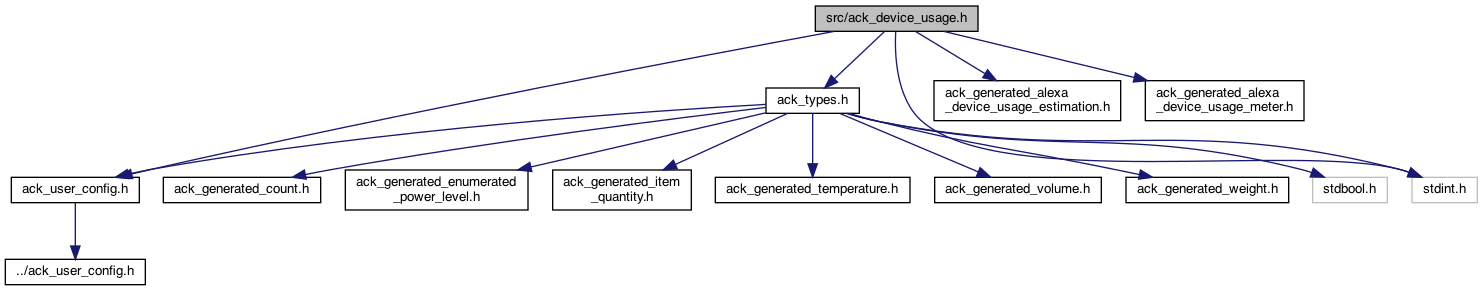 src/ack_device_usage.h
ack_types.h
ack_generated_alexa
_device_usage_estimation.h
ack_generated_alexa
_device_usage_meter.h
ack_user_config.h
ack_generated_count.h
ack_generated_enumerated
_power_level.h
ack_generated_item
_quantity.h
ack_generated_temperature.h
ack_generated_volume.h
ack_generated_weight.h
stdbool.h
stdint.h
../ack_user_config.h